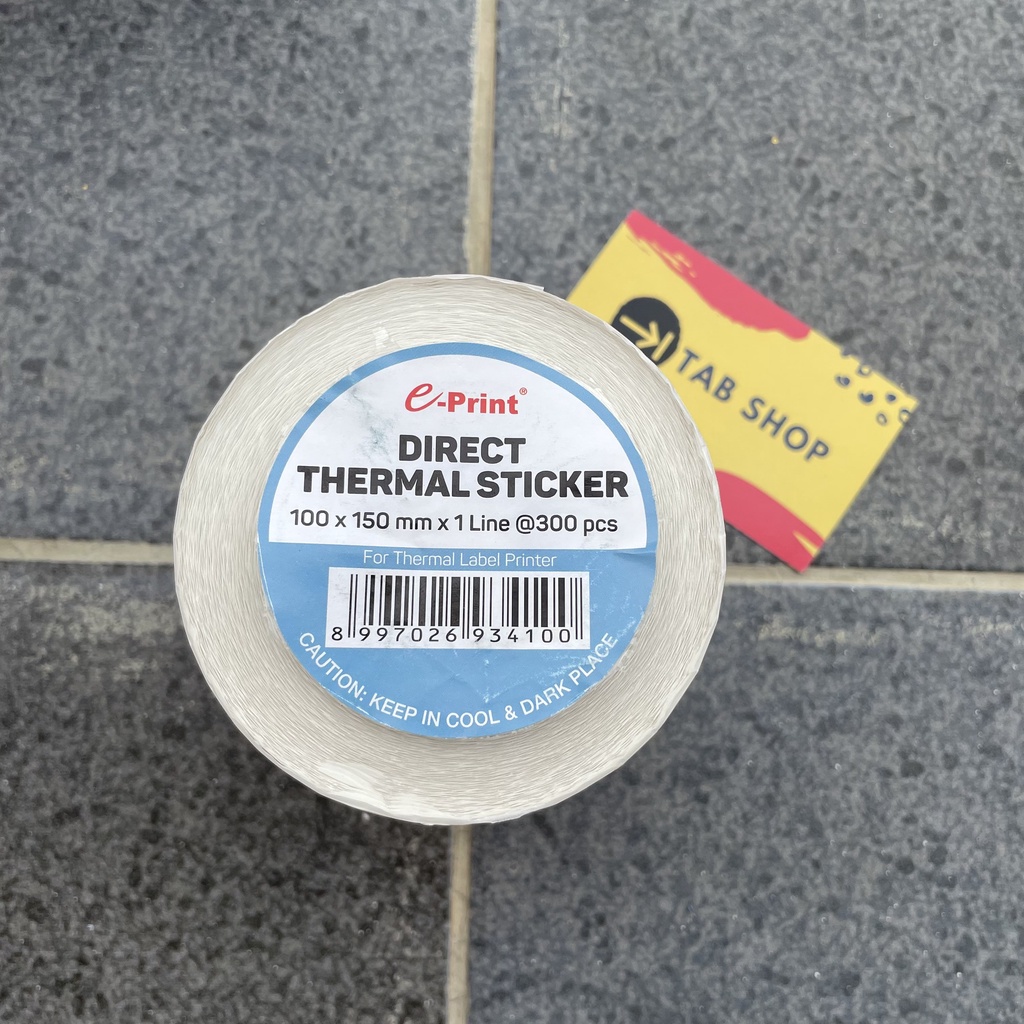 e-Print®
DIRECT
THERMAL STICKER
100 x 150 mm x 1 Line @300 pcs
For Thermal Label Printer
8 997026 934100
CAUTION: KEEP IN COOL & DARK PLACE
TAB SHOP